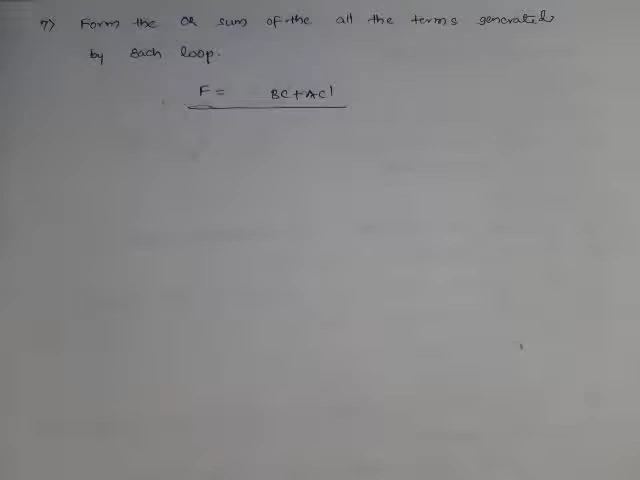 7) Form the OR sum of the all the terms generated
by each loop.
F = BC + AC'